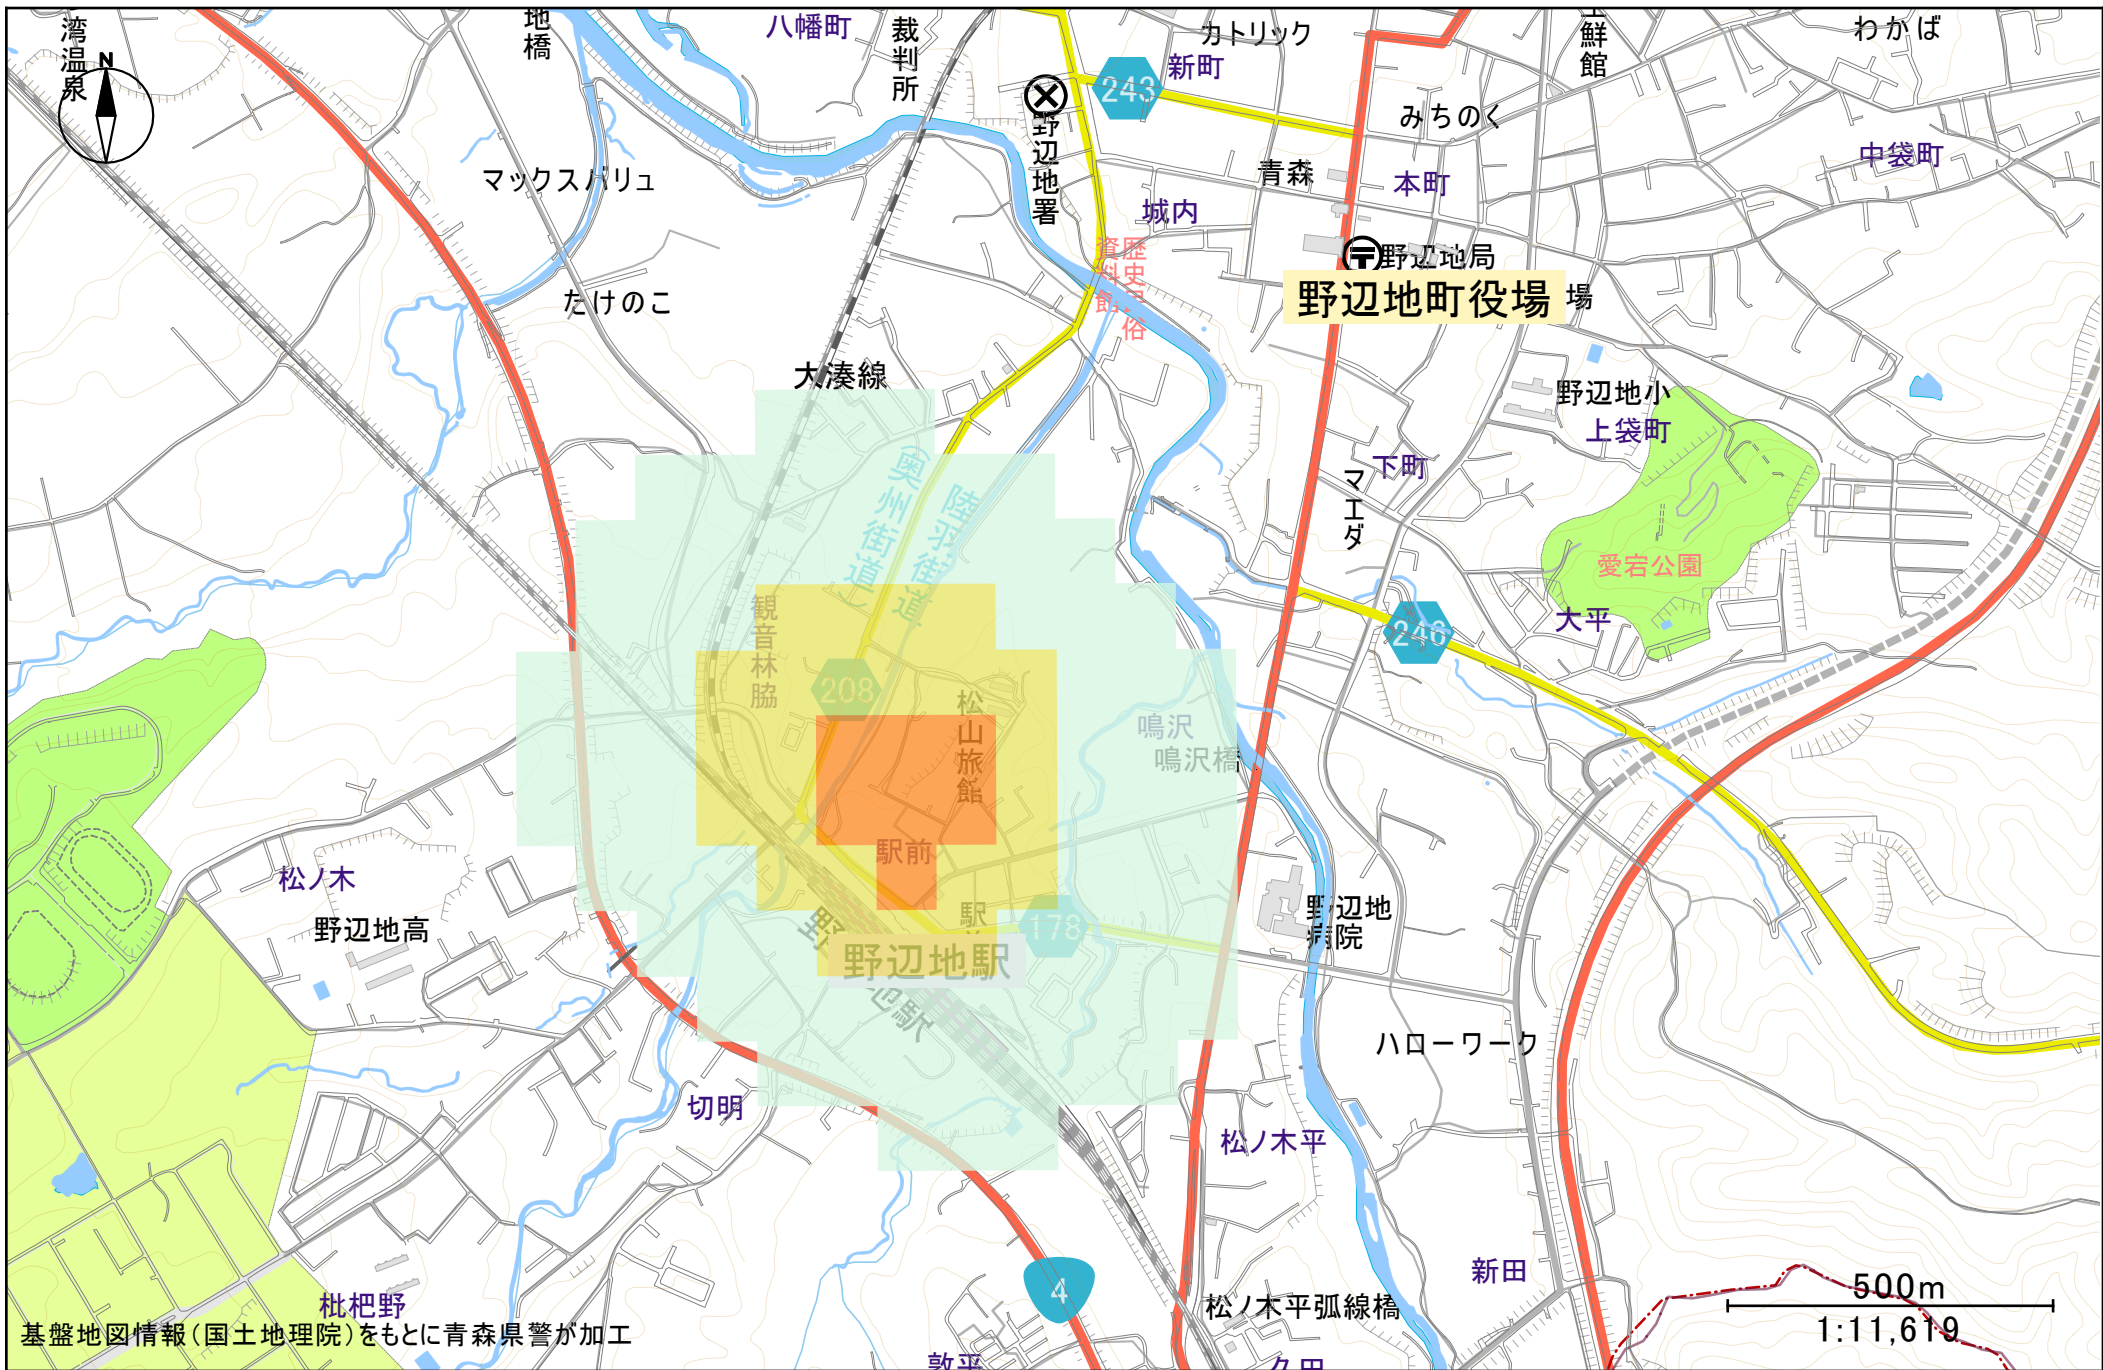 湾温泉
N
地橋
八幡町
裁判所
カトリック
新町
243
わかば
みちのく
中袋町
野辺地署
マックスバリュ
青森
本町
城内
歴史民俗
資料館
野辺地局
野辺地町役場
場
たけのこ
大湊線
野辺地小
上袋町
下町
マエダ
陸羽街道
(奥州街道)
愛宕公園
大平
246
観音林脇
208
松山旅館
鳴沢
鳴沢橋
駅前
松ノ木
野辺地高
178
野辺地
病院
野辺地駅
ハローワーク
切明
松ノ木平
新田
4
枇杷野
松ノ木平弧線橋
500m
1:11,619
基盤地図情報(国土地理院)をもとに青森県警が加工